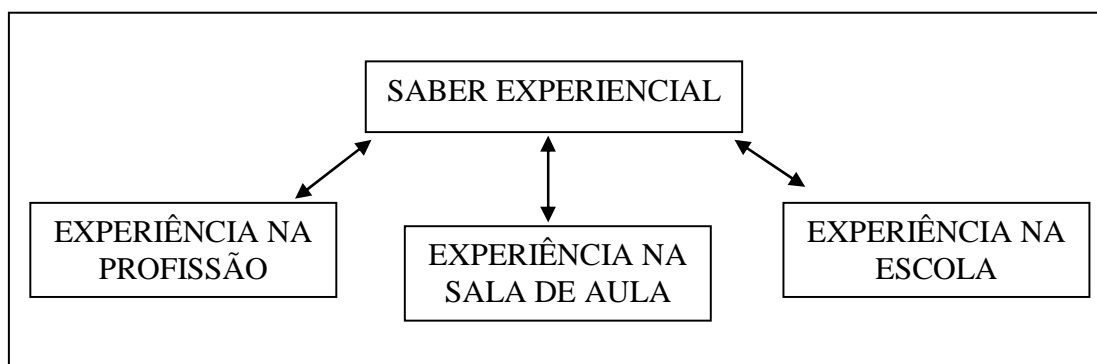 SABER EXPERIENCIAL
EXPERIÊNCIA NA
PROFISSÃO
EXPERIÊNCIA NA
SALA DE AULA
EXPERIÊNCIA NA
ESCOLA